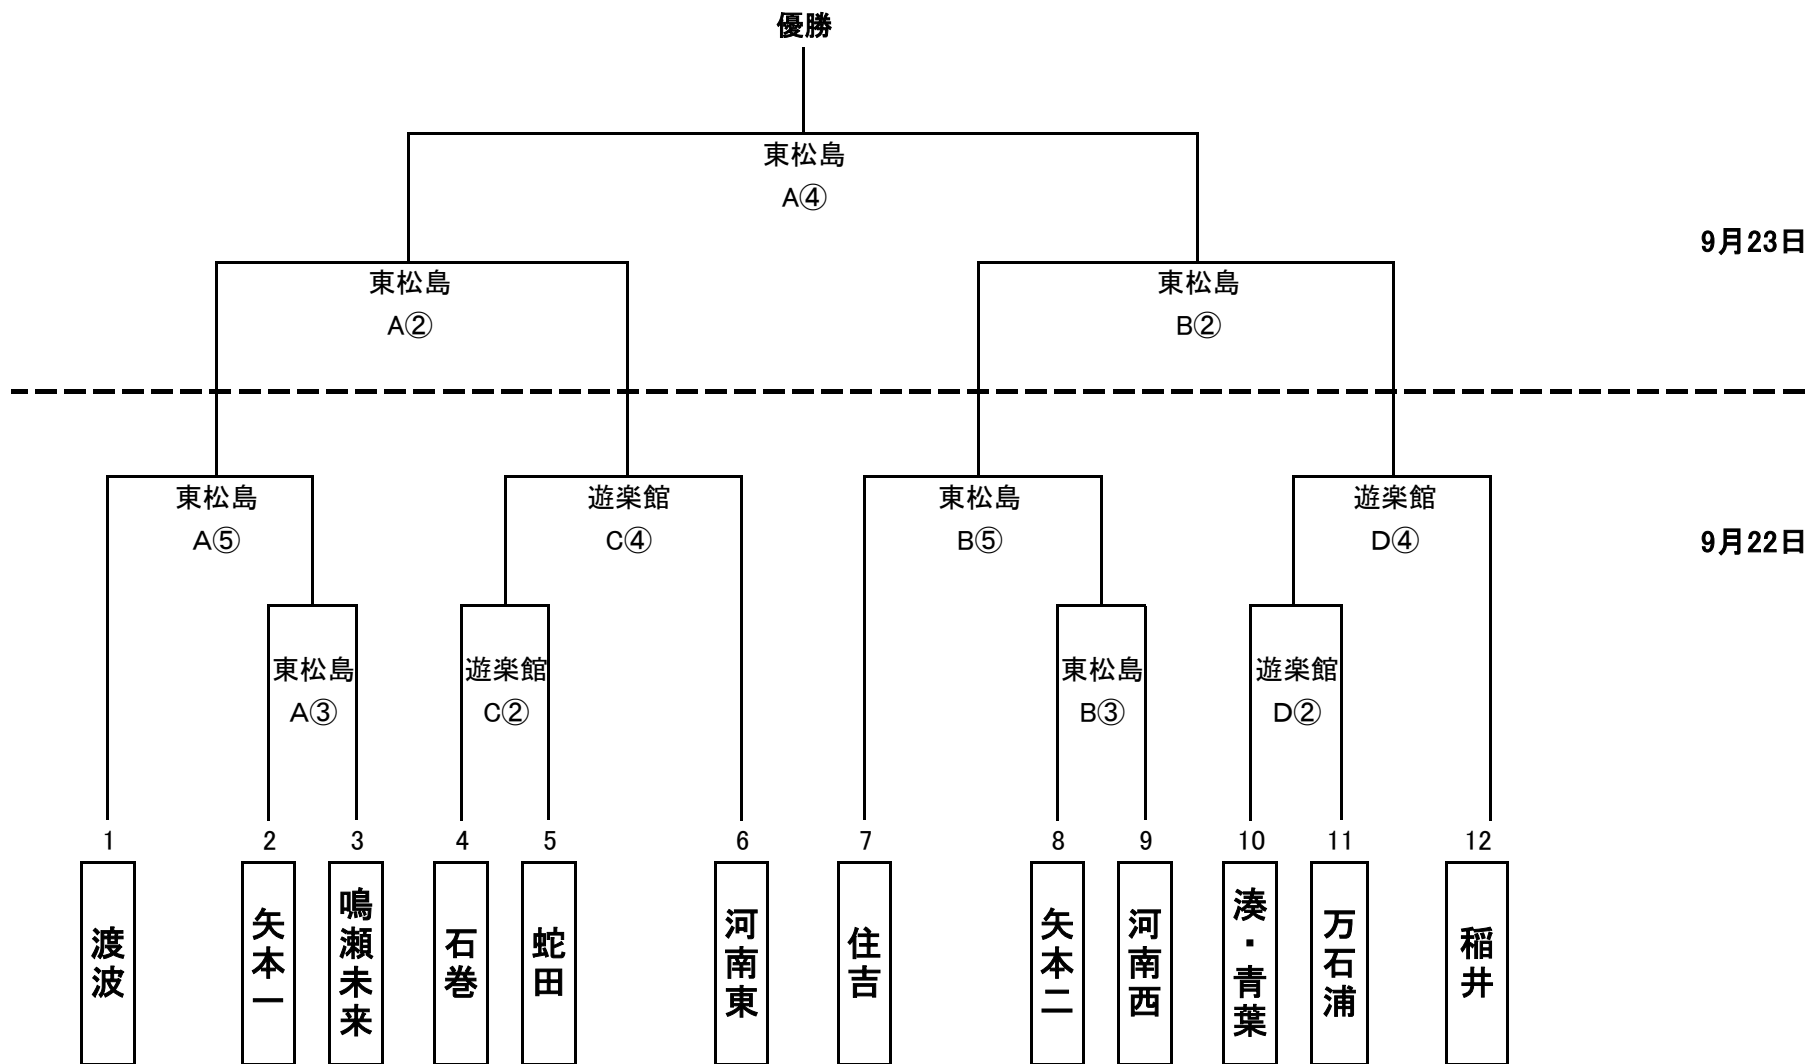 優勝
東松島
A④
9月23日
東松島
A②
東松島
B②
東松島
A⑤
遊楽館
C④
東松島
B⑤
遊楽館
D④
9月22日
東松島
A③
遊楽館
C②
東松島
B③
遊楽館
D②
1
2
3
4
5
6
7
8
9
10
11
12
渡波
矢本一
鳴瀬未来
石巻
蛇田
河南東
住吉
矢本二
河南西
湊・青葉
万石浦
稲井